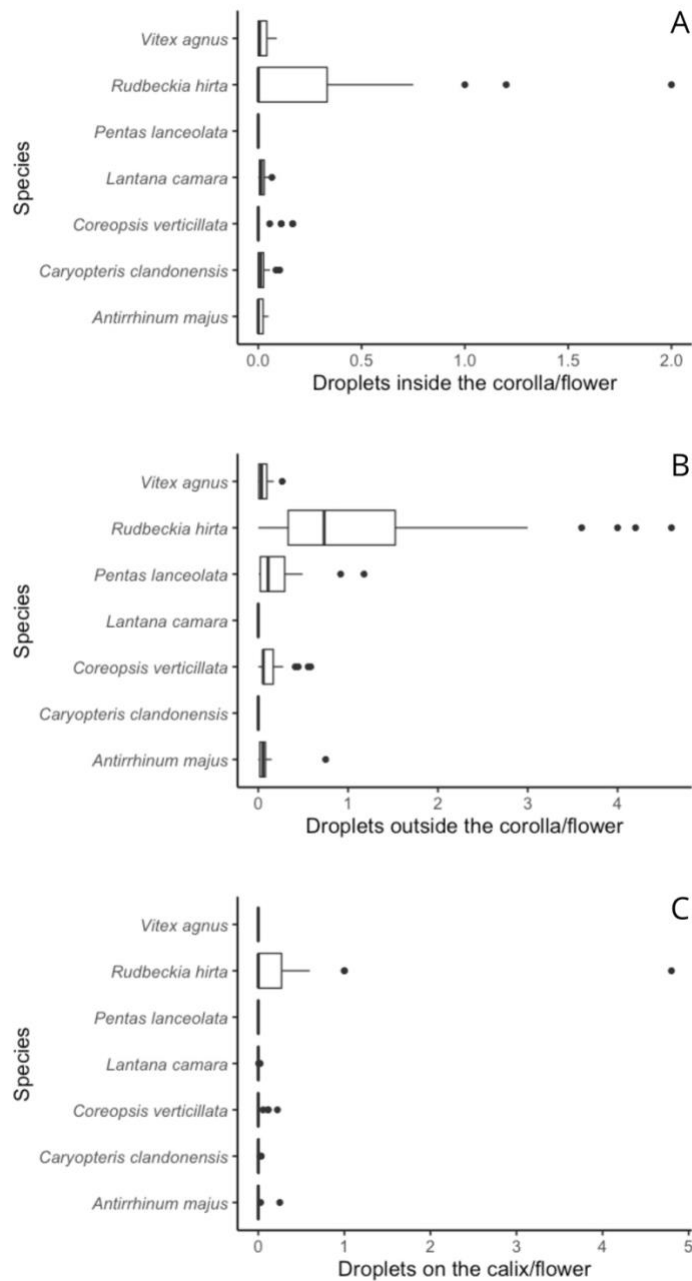 A
Species
Vitex agnus
Rudbeckia hirta
Pentas lanceolata
Lantana camara
Coreopsis verticillata
Caryopteris clandonensis
Antirrhinum majus
0.0 0.5 1.0 1.5 2.0
Droplets inside the corolla/flower
B
Species
Vitex agnus
Rudbeckia hirta
Pentas lanceolata
Lantana camara
Coreopsis verticillata
Caryopteris clandonensis
Antirrhinum majus
0 1 2 3 4
Droplets outside the corolla/flower
C
Species
Vitex agnus
Rudbeckia hirta
Pentas lanceolata
Lantana camara
Coreopsis verticillata
Caryopteris clandonensis
Antirrhinum majus
0 1 2 3 4 5
Droplets on the calix/flower